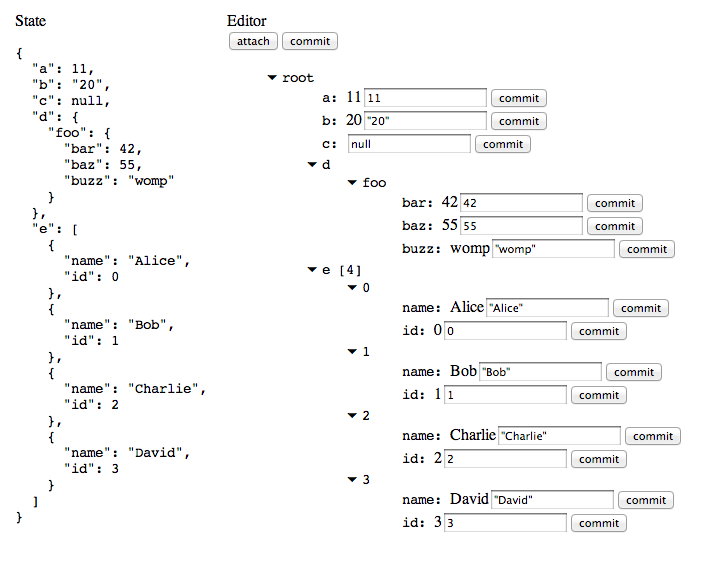 State
{
  "a": 11,
  "b": "20",
  "c": null,
  "d": {
    "foo": {
      "bar": 42,
      "baz": 55,
      "buzz": "womp"
    }
  },
  "e": [
    {
      "name": "Alice",
      "id": 0
    },
    {
      "name": "Bob",
      "id": 1
    },
    {
      "name": "Charlie",
      "id": 2
    },
    {
      "name": "David",
      "id": 3
    }
  ]
}
Editor
attach commit
▼ root
a: 11 11 commit
b: 20 "20" commit
c: null commit
▼ d
▼ foo
bar: 42 42 commit
baz: 55 55 commit
buzz: womp "womp" commit
▼ e [4]
▼ 0
name: Alice "Alice" commit
id: 0 0 commit
▼ 1
name: Bob "Bob" commit
id: 1 1 commit
▼ 2
name: Charlie "Charlie" commit
id: 2 2 commit
▼ 3
name: David "David" commit
id: 3 3 commit